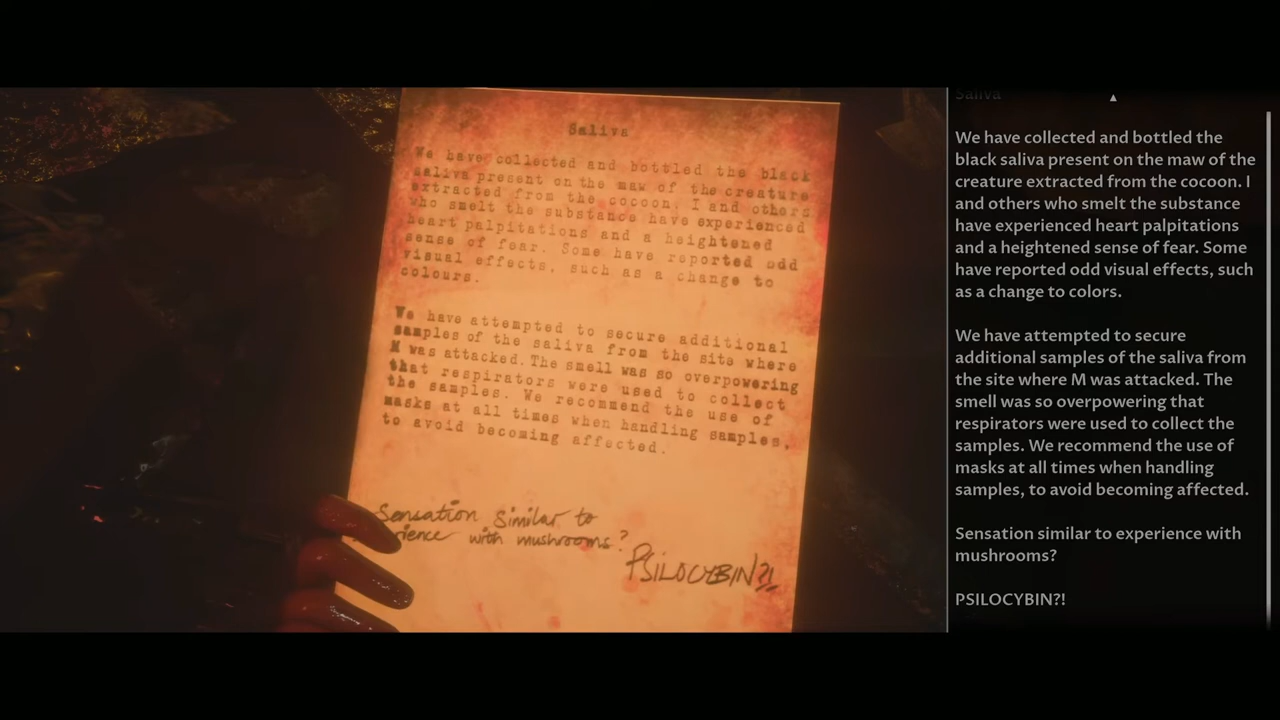 Saliva
We have collected and bottled the black
saliva present on the maw of the creature
extracted from the cocoon. I and others
who smelt the substance have experienced
heart palpitations and a heightened
sense of fear. Some have reported odd
visual effects, such as a change to
colours.
We have attempted to secure additional
samples of the saliva from the site where
M was attacked. The smell was so overpowering
that respirators were used to collect
the samples. We recommend the use of
masks at all times when handling samples,
to avoid becoming affected.
Sensation similar to
rience with mushrooms?
PSILOCYBIN?!
Saliva
We have collected and bottled the
black saliva present on the maw of the
creature extracted from the cocoon. I
and others who smelt the substance
have experienced heart palpitations
and a heightened sense of fear. Some
have reported odd visual effects, such
as a change to colors.
We have attempted to secure
additional samples of the saliva from
the site where M was attacked. The
smell was so overpowering that
respirators were used to collect the
samples. We recommend the use of
masks at all times when handling
samples, to avoid becoming affected.
Sensation similar to experience with
mushrooms?
PSILOCYBIN?!